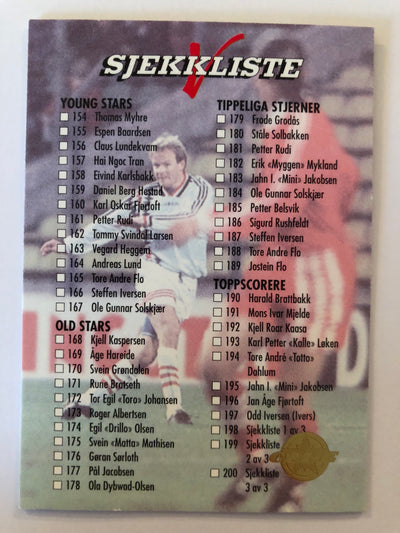 SJEKKLISTE
YOUNG STARS
154 Thomas Myhre
155 Espen Baardsen
156 Claus Lundekvam
157 Hai Ngoc Tran
158 Eivind Karlsbakk
159 Daniel Berg Hestad
160 Karl Oskar Fjørtoft
161 Petter Rudi
162 Tommy Svindal Larsen
163 Vegard Heggem
164 Andreas Lund
165 Tore Andre Flo
166 Steffen Iversen
167 Ole Gunnar Solskjær
OLD STARS
168 Kjell Kaspersen
169 Åge Hareide
170 Svein Grøndalen
171 Rune Bratseth
172 Tor Egil «Tora» Johansen
173 Roger Albertsen
174 Egil «Drillo» Olsen
175 Svein «Matta» Mathisen
176 Gøran Sørloth
177 Pål Jacobsen
178 Ola Dybwad-Olsen
TIPPELIGA STJERNER
179 Frode Grodås
180 Ståle Solbakken
181 Petter Rudi
182 Erik «Myggen» Mykland
183 John I. «Mini» Jakobsen
184 Ole Gunnar Solskjær
185 Petter Belsvik
186 Sigurd Rushfeldt
187 Steffen Iversen
188 Tore Andre Flo
189 Jostein Flo
TOPPSCORERE
190 Harald Brattbakk
191 Mons Ivar Mjelde
192 Kjell Roar Kaasa
193 Karl Petter «Kalle» Løken
194 Tore André «Totto»
Dahlum
195 John I. «Mini» Jakobsen
196 Jan Åge Fjørtoft
197 Odd Iversen (Ivers)
198 Sjekkliste 1 av 3
199 Sjekkliste
2 av 3
200 Sjekkliste
3 av 3